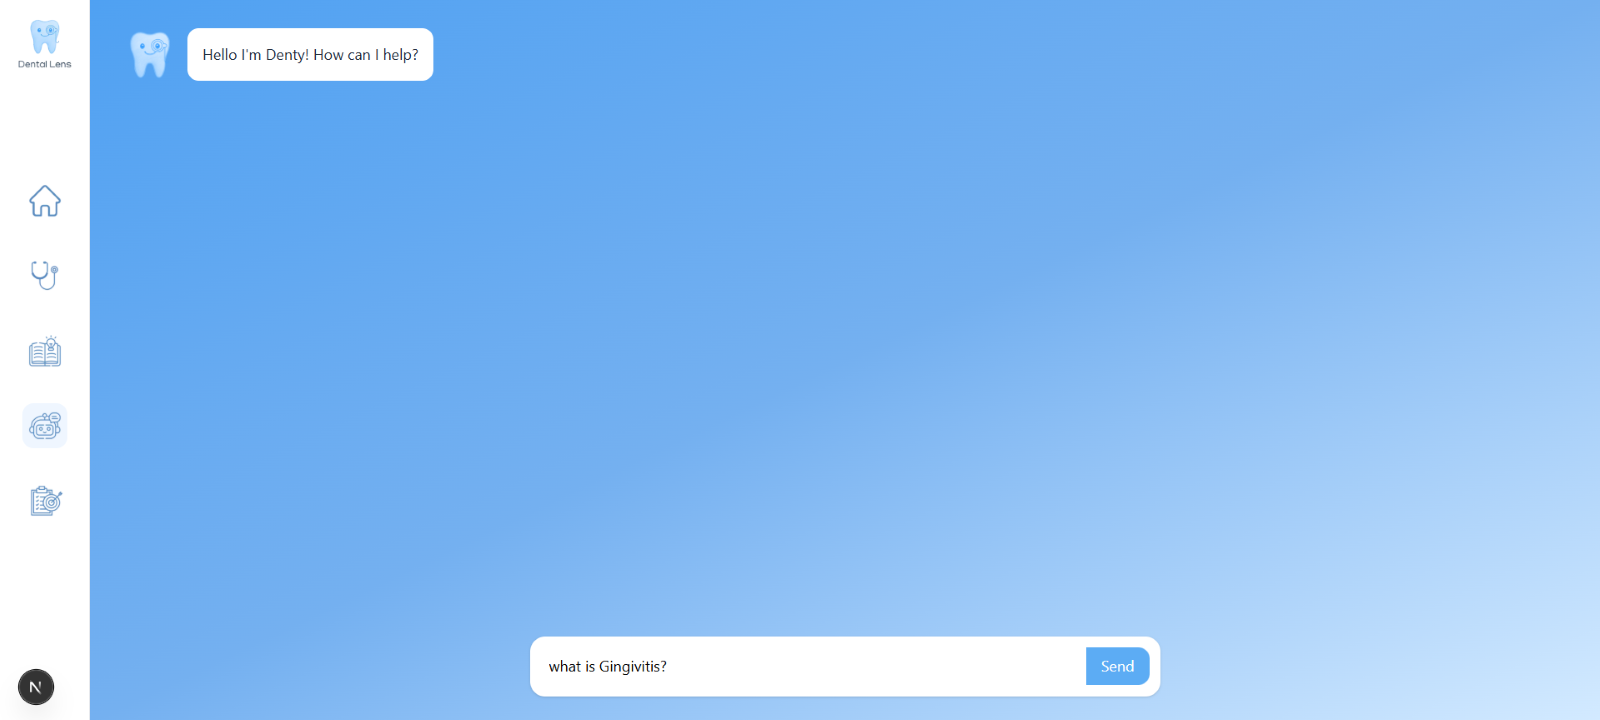 Dental Lens
Hello I'm Denty! How can I help?
what is Gingivitis?
Send
N